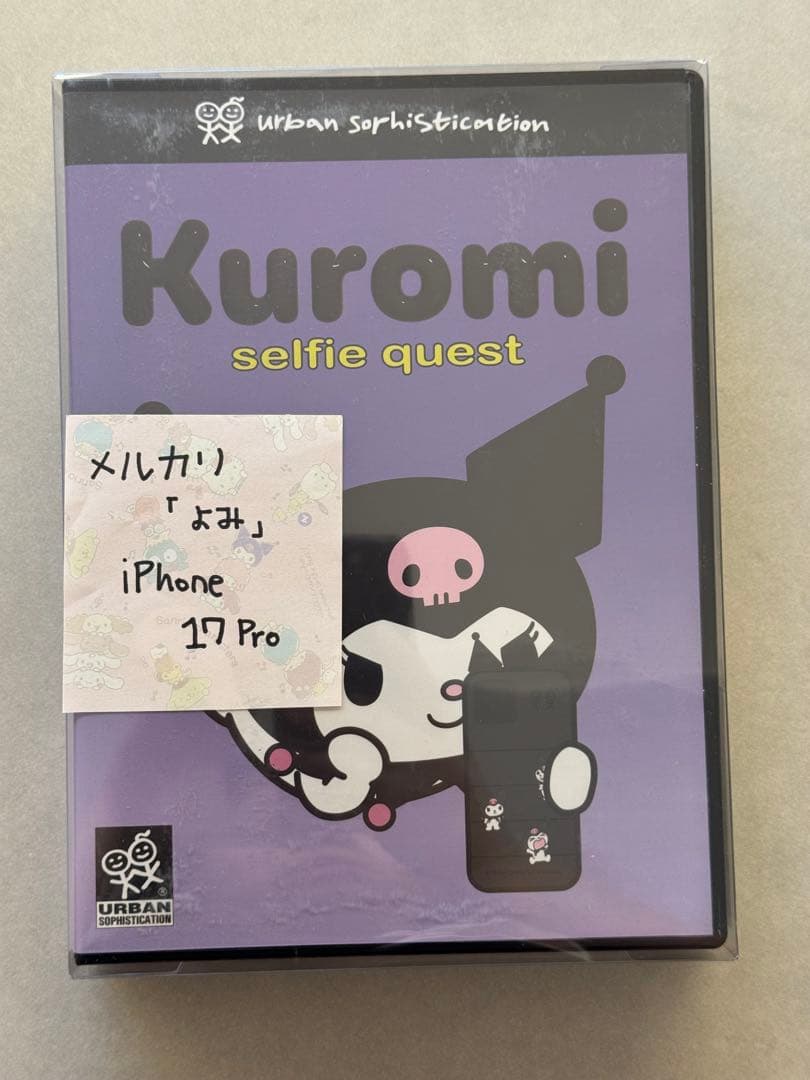 urban sophistication
Kuromi
selfie quest
メルカリ
「よみ」
iPhone
17 Pro
URBAN
SOPHISTICATION